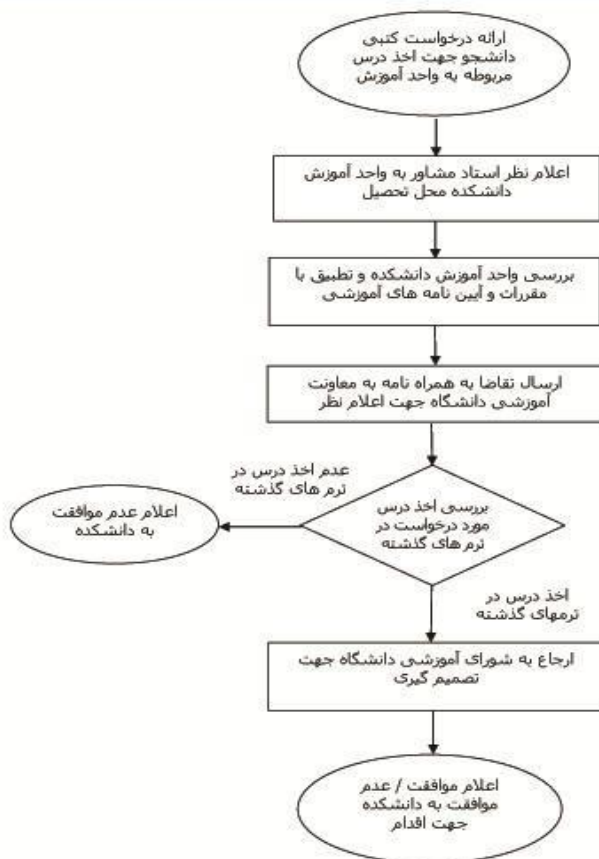 ارائه درخواست کتبی
دانشجو جهت اخذ درس
مربوطه به واحد آموزش
اعلام نظر استاد مشاور به واحد آموزش
دانشکده محل تحصیل
بررسی واحد آموزش دانشکده و تطبیق با
مقررات و آیین نامه های آموزشی
ارسال تقاضا به همراه نامه به معاونت
آموزشی دانشگاه جهت اعلام نظر
بررسی اخذ درس
مورد درخواست در
ترم های گذشته
عدم اخذ درس در
ترم های گذشته
اعلام عدم موافقت
به دانشکده
اخذ درس در
ترمهای گذشته
ارجاع به شورای آموزشی دانشگاه جهت
تصمیم گیری
اعلام موافقت / عدم
موافقت به دانشکده
جهت اقدام